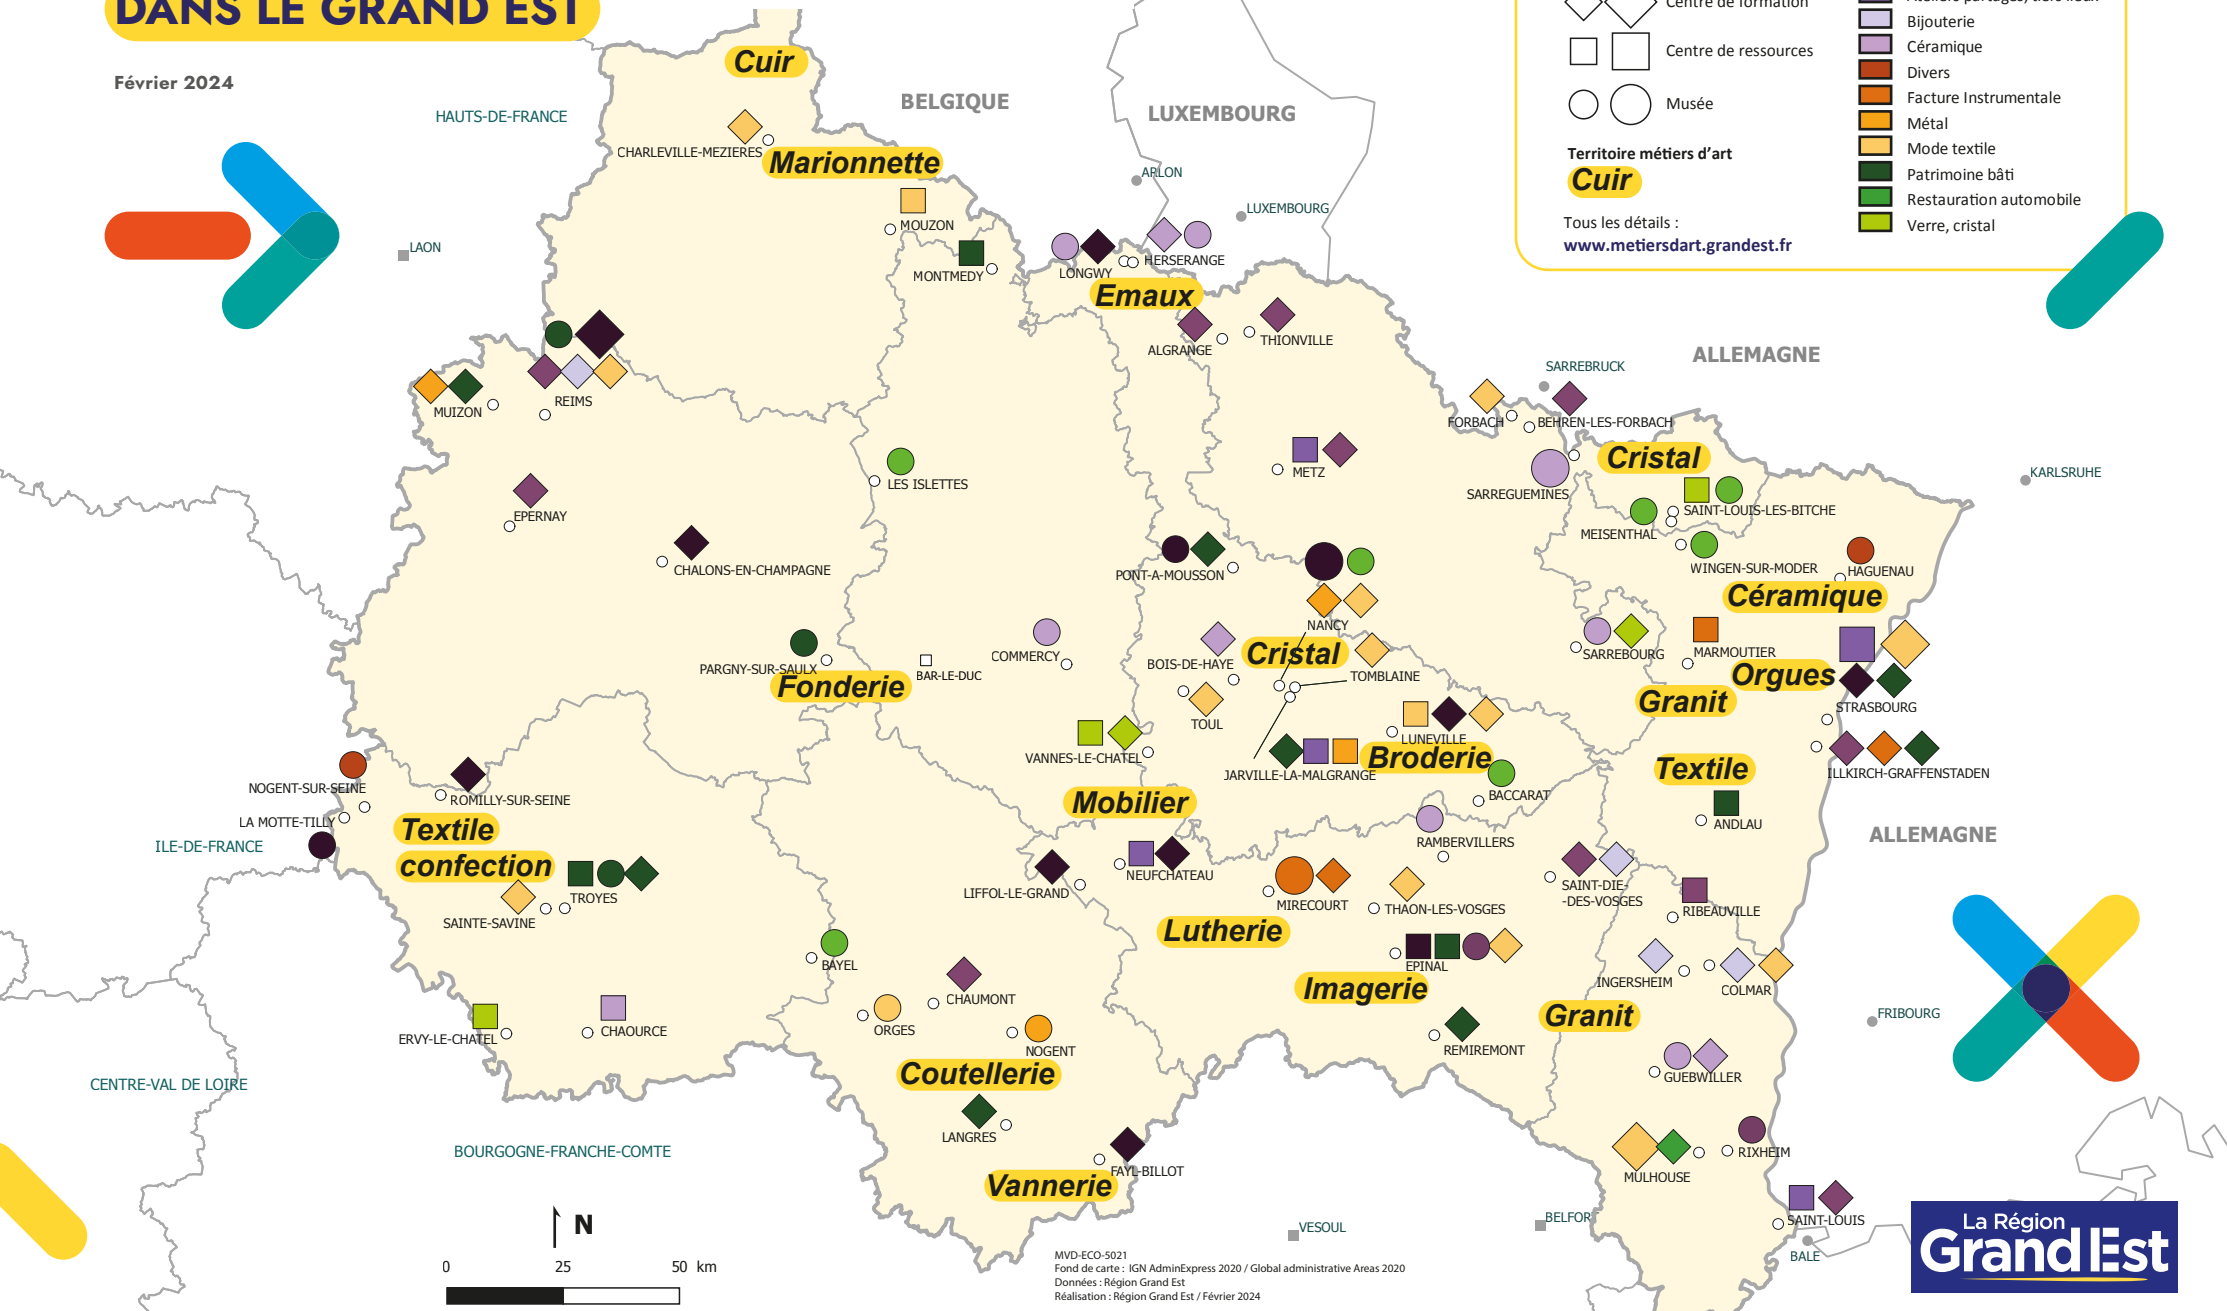 DANS LE GRAND EST
Février 2024
Centre de formation
Centre de ressources
Musée
Territoire métiers d'art
Cuir
Tous les détails :
www.metiersdart.grandest.fr
Bijouterie
Céramique
Divers
Facture Instrumentale
Métal
Mode textile
Patrimoine bâti
Restauration automobile
Verre, cristal
Cuir
HAUTS-DE-FRANCE
BELGIQUE
LUXEMBOURG
CHARLEVILLE-MEZIERES
Marionnette
ARLON
LUXEMBOURG
MOUZON
LAON
MONTMEDY
LONGWY
HERSERANGE
Emaux
ALGRANGE
THIONVILLE
ALLEMAGNE
SARREBRUCK
MUIZON
REIMS
FORBACH
BEHREN-LES-FORBACH
Cristal
METZ
KARLSRUHE
LES ISLETTES
SARREGUEMINES
EPERNAY
SAINT-LOUIS-LES-BITCHE
MEISENTHAL
CHALONS-EN-CHAMPAGNE
PONT-A-MOUSSON
WINGEN-SUR-MODER
HAGUENAU
Céramique
NANCY
PARGNY-SUR-SAULX
COMMERCY
BOIS-DE-HAYE
Cristal
SARREBOURG
MARMOUTIER
BAR-LE-DUC
TOMBLAINE
Orgues
Fonderie
Granit
STRASBOURG
TOUL
LUNEVILLE
VANNES-LE-CHATEL
Broderie
JARVILLE-LA-MALGRANGE
Textile
ILLKIRCH-GRAFFENSTADEN
NOGENT-SUR-SEINE
ROMILLY-SUR-SEINE
BACCARAT
Mobilier
LA MOTTE-TILLY
ANDLAU
Textile
confection
ILE-DE-FRANCE
ALLEMAGNE
RAMBERVILLERS
NEUFCHATEAU
TROYES
LIFFOL-LE-GRAND
MIRECOURT
THAON-LES-VOSGES
SAINT-DIE-
-DES-VOSGES
RIBEAUVILLE
SAINTE-SAVINE
Lutherie
BAYEL
EPINAL
INGERSHEIM
COLMAR
Imagerie
CHAUMONT
Granit
FRIBOURG
ERVY-LE-CHATEL
CHAOURCE
ORGES
NOGENT
REMIREMONT
Coutellerie
GUEBWILLER
CENTRE-VAL DE LOIRE
LANGRES
BOURGOGNE-FRANCHE-COMTE
RIXHEIM
FAYL-BILLOT
MULHOUSE
Vannerie
SAINT-LOUIS
N
VESOUL
BELFORT
BALE
0 25 50 km
MVD-ECO-5021
Fond de carte : IGN AdminExpress 2020 / Global administrative Areas 2020
Données : Région Grand Est
Réalisation : Région Grand Est / Février 2024
La Région
Grand Est